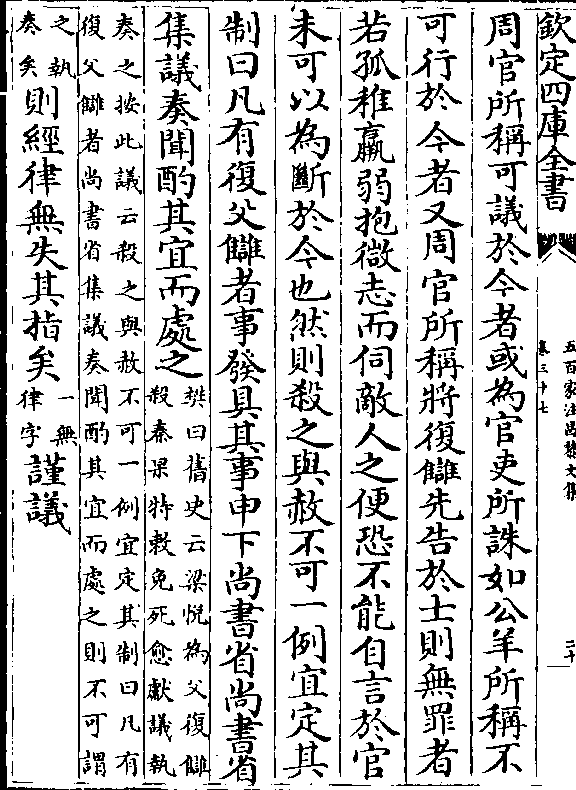 欽定四庫全書
五百家注昌黎文集
卷三十七
二十
周官所稱可議於今者或為官吏所誅如公羊所稱不
可行於今者又周官所稱將復讎先告於士則無罪者
若孤稚羸弱抱微志而伺敵人之便恐不能自言於官
未可以為斷於今也然則殺之與赦不可一例宜定其
制曰凡有復父讎者事發具其事申下尚書省尚書省
集議奏聞酌其宜而處之
樊曰舊史云梁悅為父復讎
殺秦杲特敕免死愈獻議執
奏之按此議云殺之與赦不可一例宜定其制曰凡有
復父讎者尚書省集議奏聞酌其宜而處之則不可謂
之執
奏矣
則經律無失其指矣
一無
律字
謹議